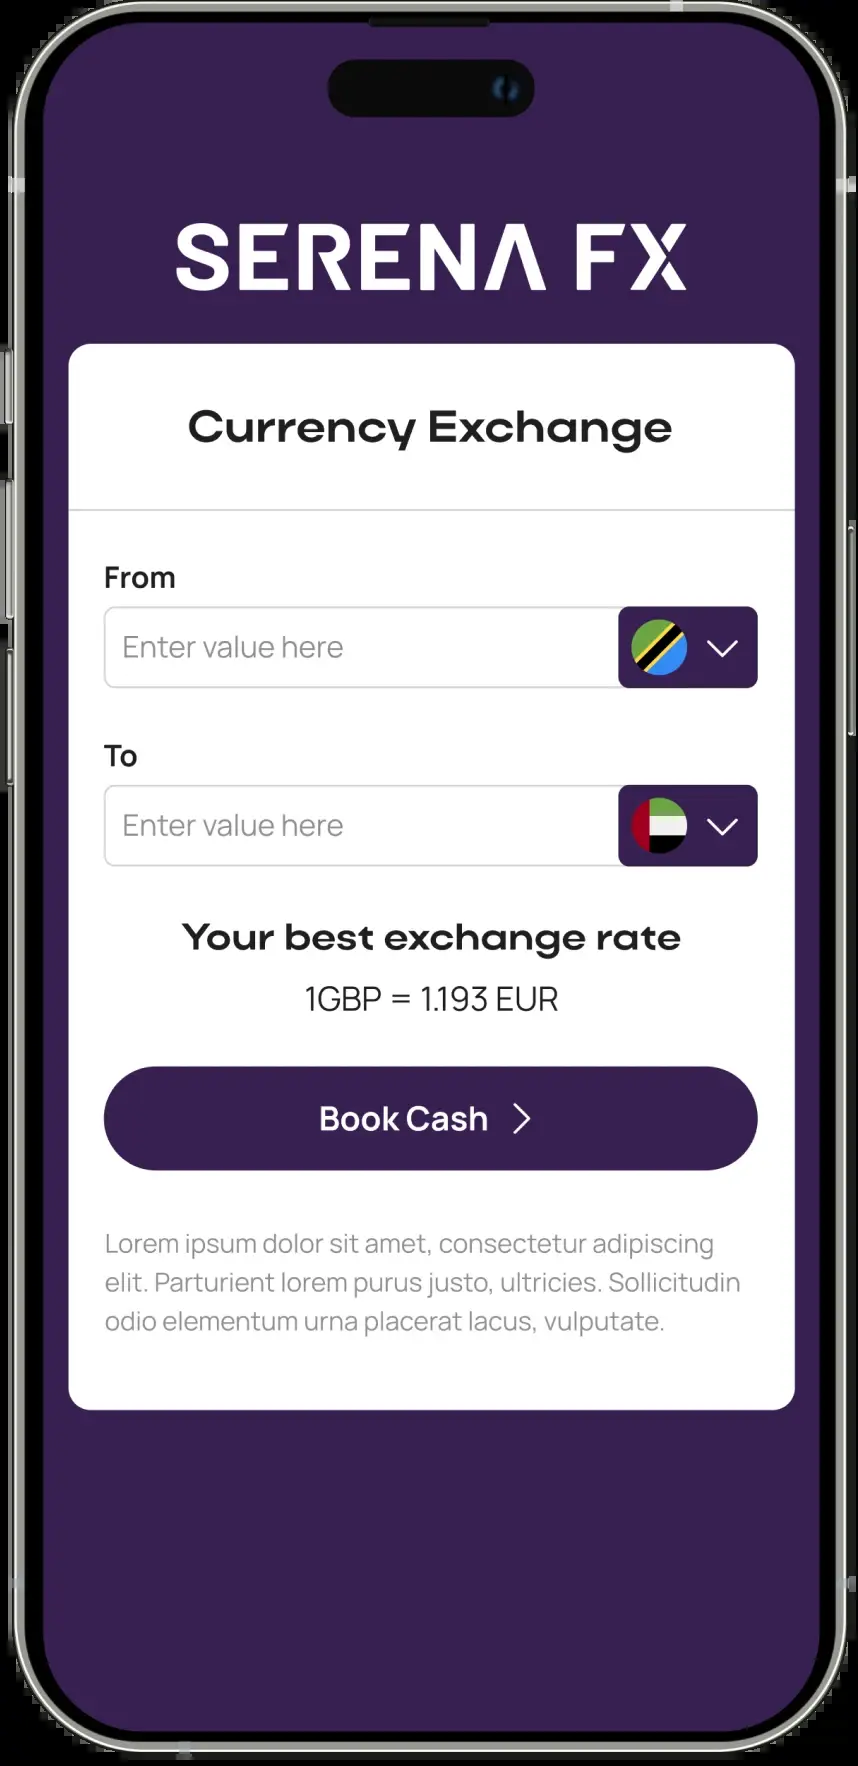 SERENA FX
Currency Exchange
From
Enter value here
To
Enter value here
Your best exchange rate
1GBP = 1.193 EUR
Book Cash
Lorem ipsum dolor sit amet, consectetur adipiscing
elit. Parturient lorem purus justo, ultricies. Sollicitudin
odio elementum urna placerat lacus, vulputate.